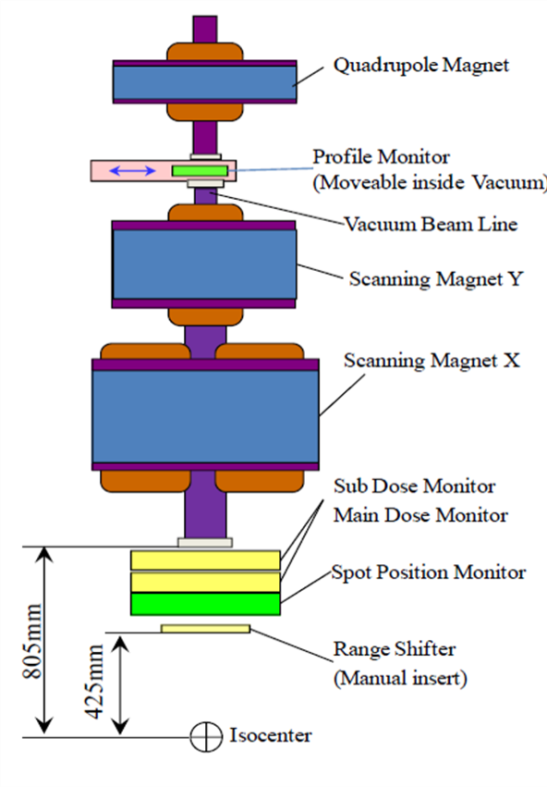 Quadrupole Magnet
Profile Monitor
(Moveable inside Vacuum)
Vacuum Beam Line
Scanning Magnet Y
Scanning Magnet X
Sub Dose Monitor
Main Dose Monitor
Spot Position Monitor
805mm
425mm
Range Shifter
(Manual insert)
Isocenter